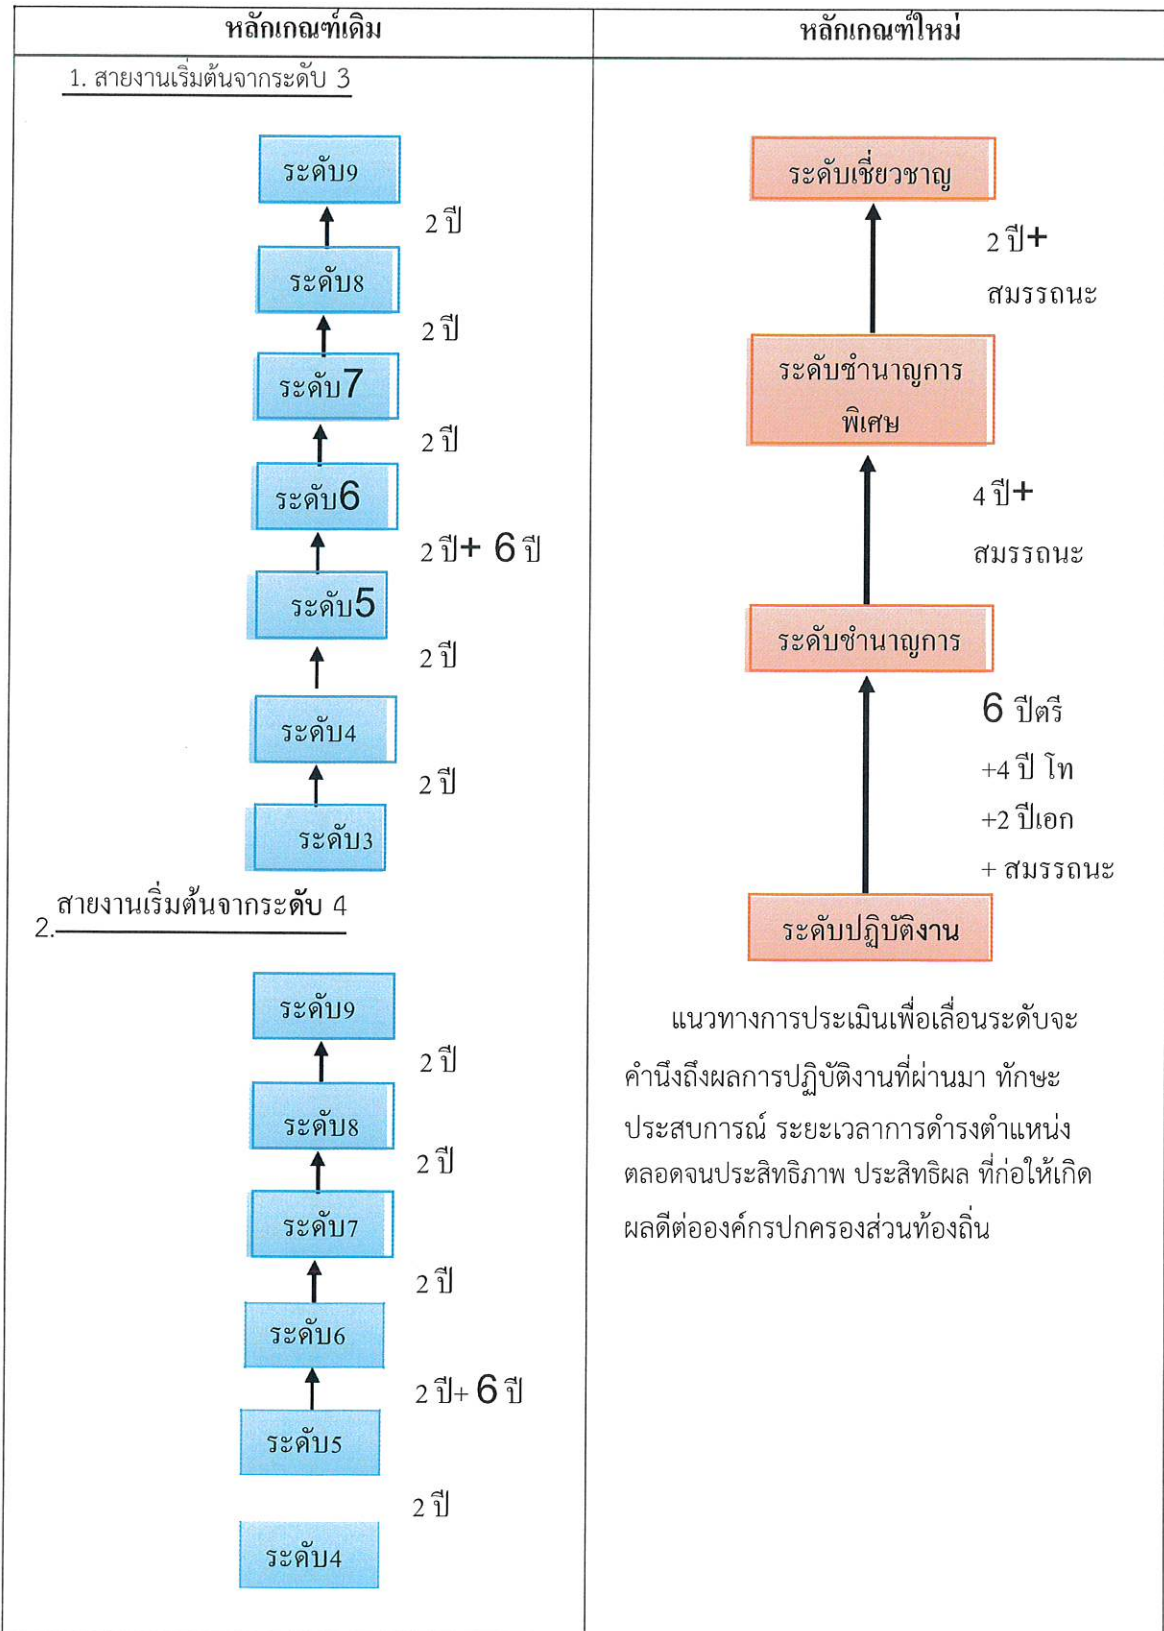 หลักเกณฑ์เดิม
หลักเกณฑ์ใหม่
1. สายงานเริ่มต้นจากระดับ 3
ระดับ9
2 ปี
ระดับ8
2 ปี
ระดับ7
2 ปี
ระดับ6
2 ปี+ 6 ปี
ระดับ5
2 ปี
ระดับ4
2 ปี
ระดับ3
2. สายงานเริ่มต้นจากระดับ 4
ระดับ9
2 ปี
ระดับ8
2 ปี
ระดับ7
2 ปี
ระดับ6
2 ปี+ 6 ปี
ระดับ5
2 ปี
ระดับ4
ระดับเชี่ยวชาญ
2 ปี+
สมรรถนะ
ระดับชำนาญการ
พิเศษ
4 ปี+
สมรรถนะ
ระดับชำนาญการ
6 ปีตรี
+4 ปี โท
+2 ปีเอก
+ สมรรถนะ
ระดับปฏิบัติงาน
แนวทางการประเมินเพื่อเลื่อนระดับจะ
คำนึงถึงผลการปฏิบัติงานที่ผ่านมา ทักษะ
ประสบการณ์ ระยะเวลาการดำรงตำแหน่ง
ตลอดจนประสิทธิภาพ ประสิทธิผล ที่ก่อให้เกิด
ผลดีต่อองค์กรปกครองส่วนท้องถิ่น